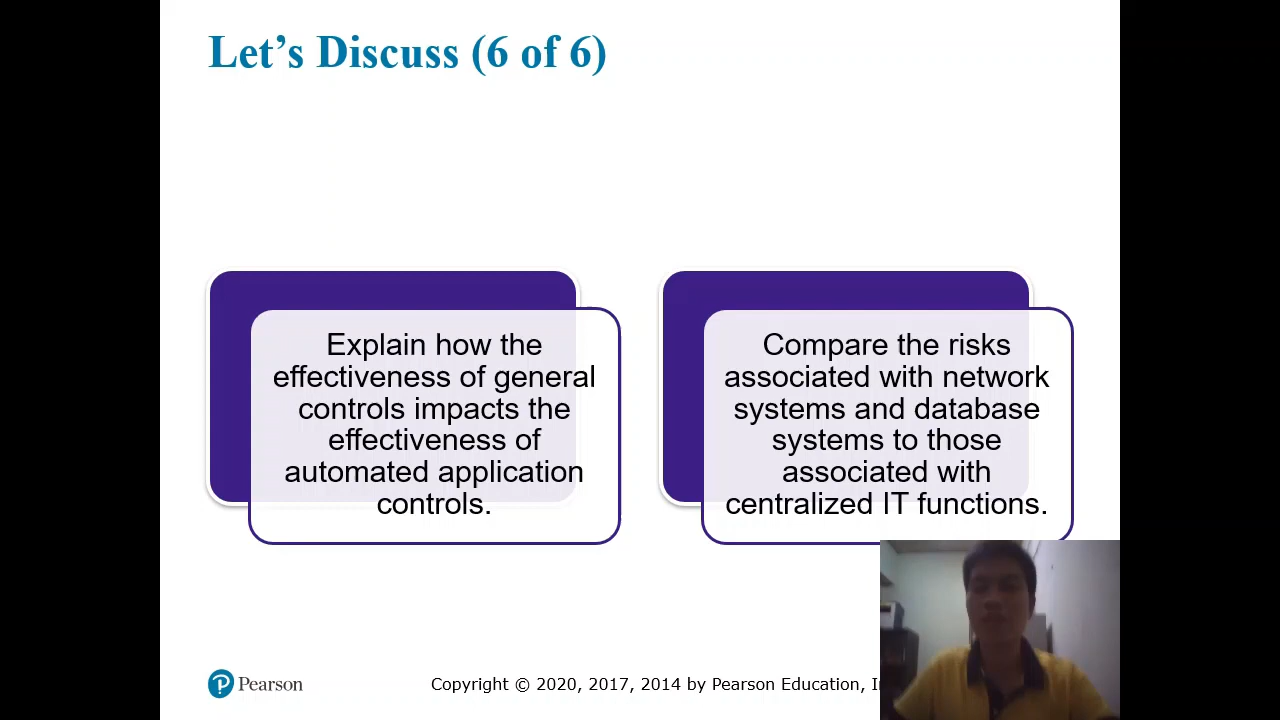 Let’s Discuss (6 of 6)
Explain how the
effectiveness of general
controls impacts the
effectiveness of
automated application
controls.
Compare the risks
associated with network
systems and database
systems to those
associated with
centralized IT functions.
Pearson
Copyright © 2020, 2017, 2014 by Pearson Education,